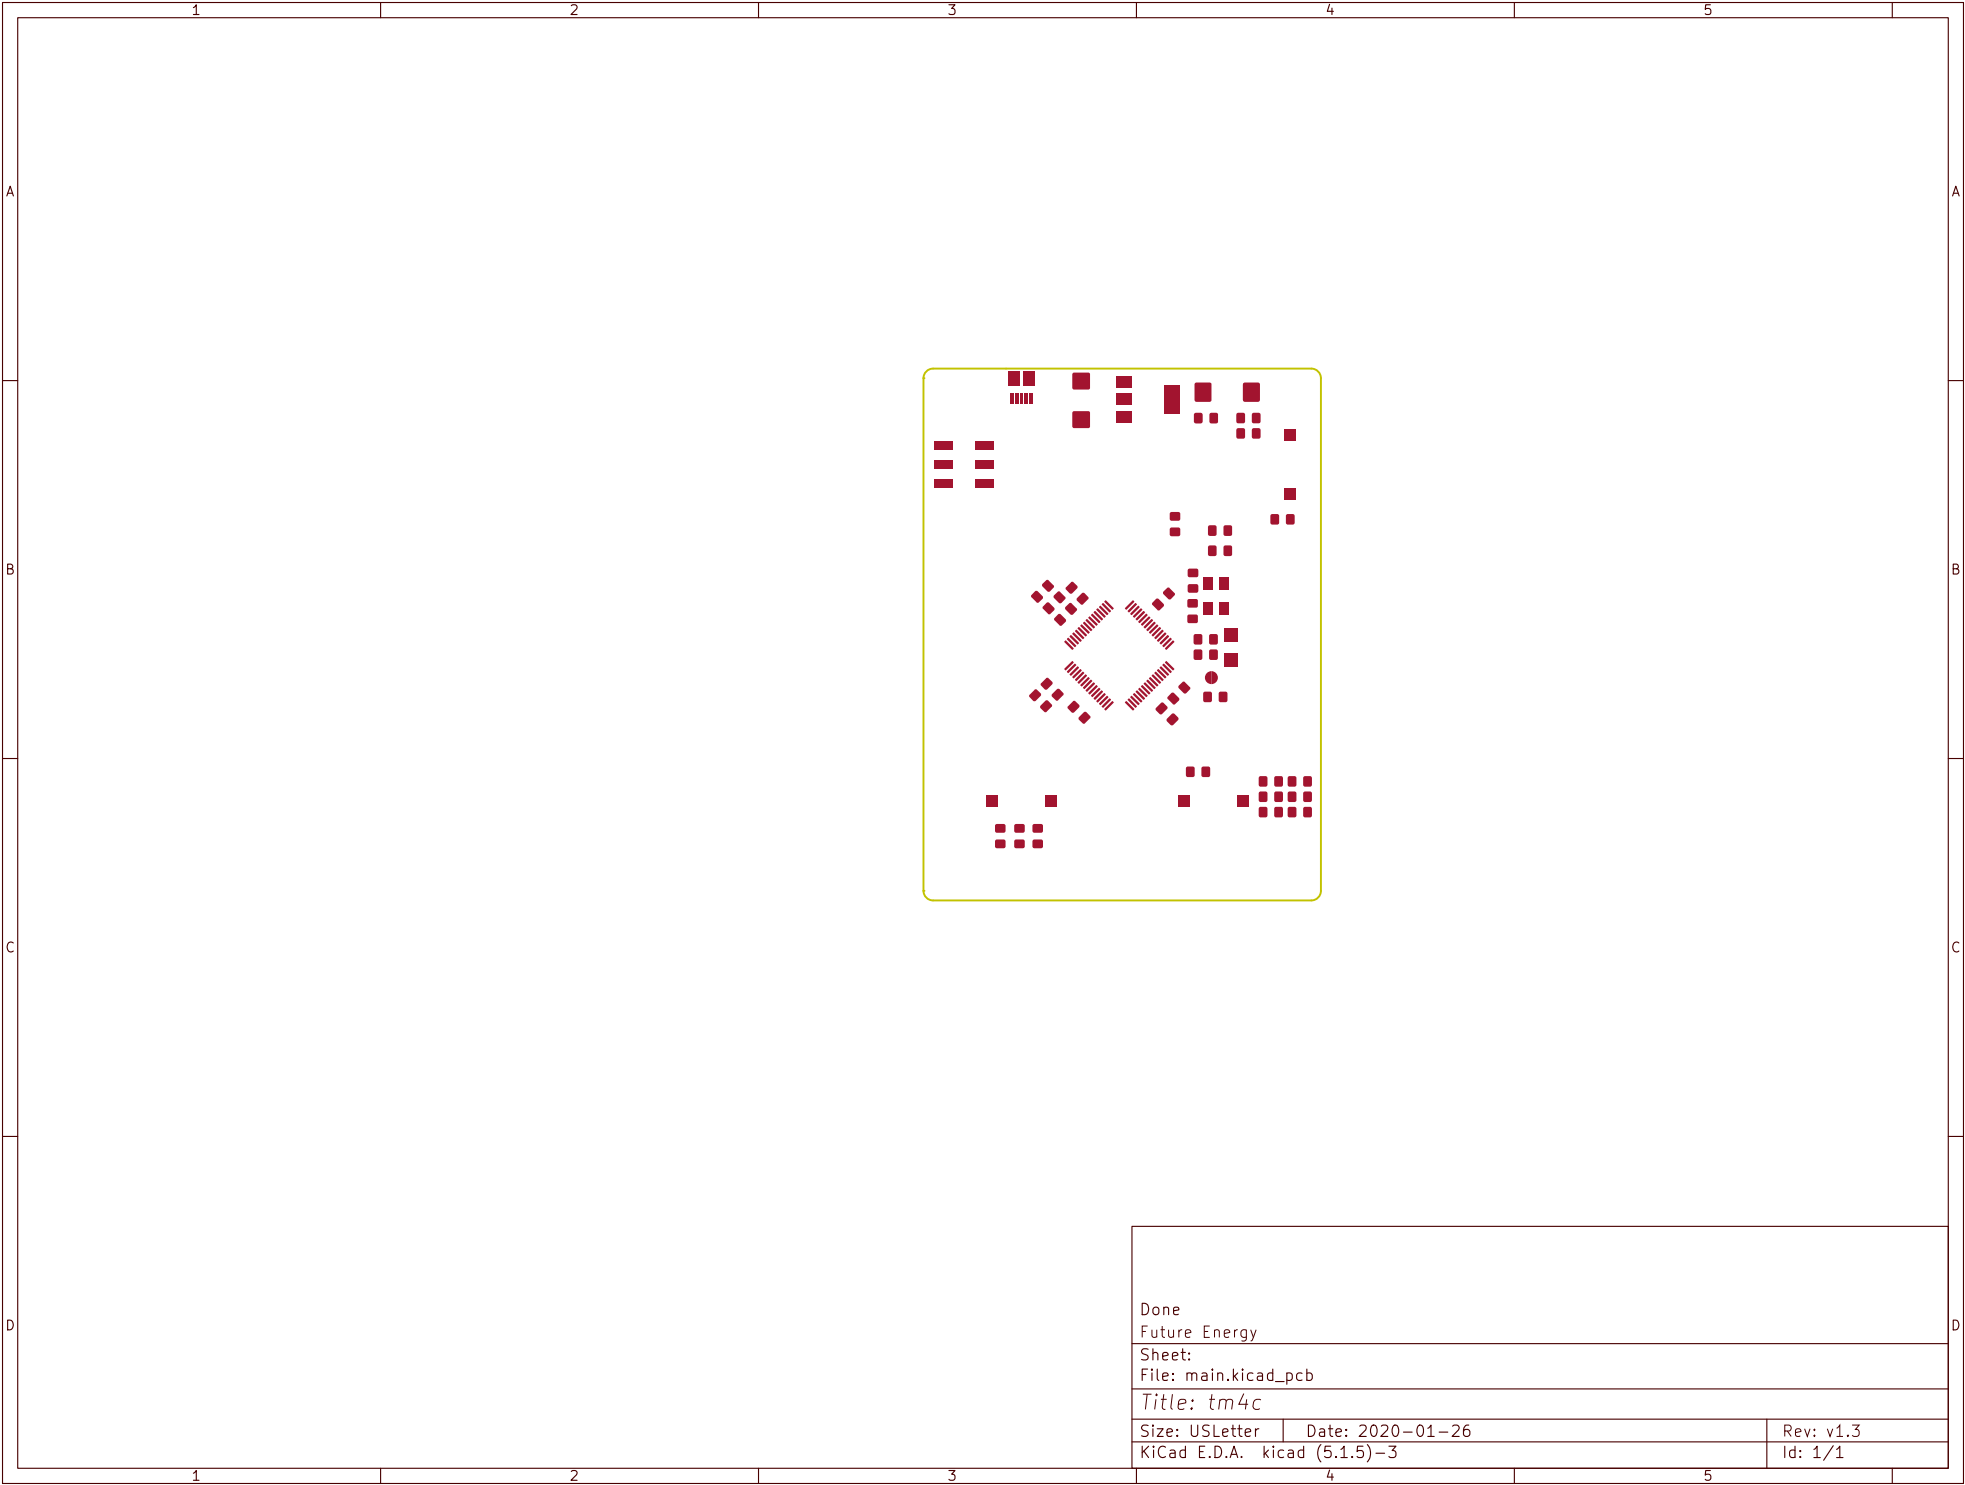 1 2 3 4 5
A A
B B
C C
D D
Done
Future Energy
Sheet:
File: main.kicad_pcb
Title: tm4c
Size: USLetter Date: 2020-01-26 Rev: v1.3
KiCad E.D.A. kicad (5.1.5)-3 Id: 1/1
1 2 3 4 5